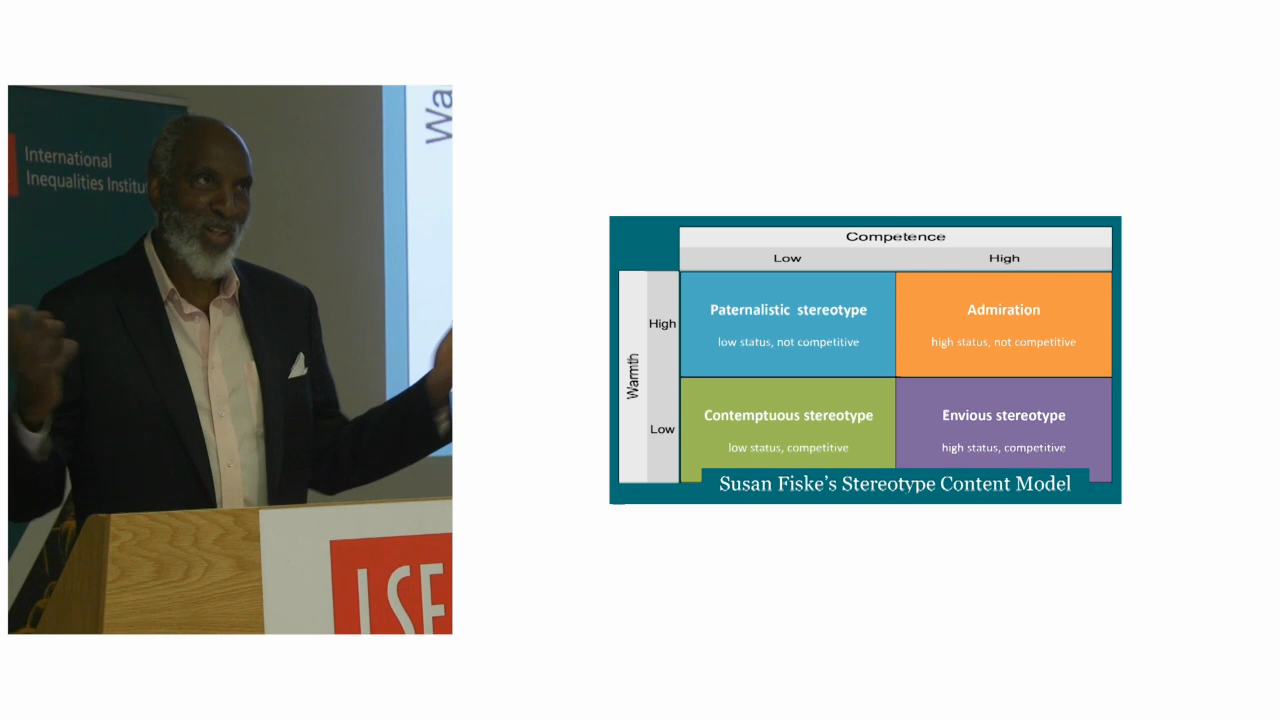 International
Inequalities Institu
Wa
LSE
Competence
Low
High
Warmth
High
Low
Paternalistic stereotype
low status, not competitive
Admiration
high status, not competitive
Contemptuous stereotype
low status, competitive
Envious stereotype
high status, competitive
Susan Fiske's Stereotype Content Model